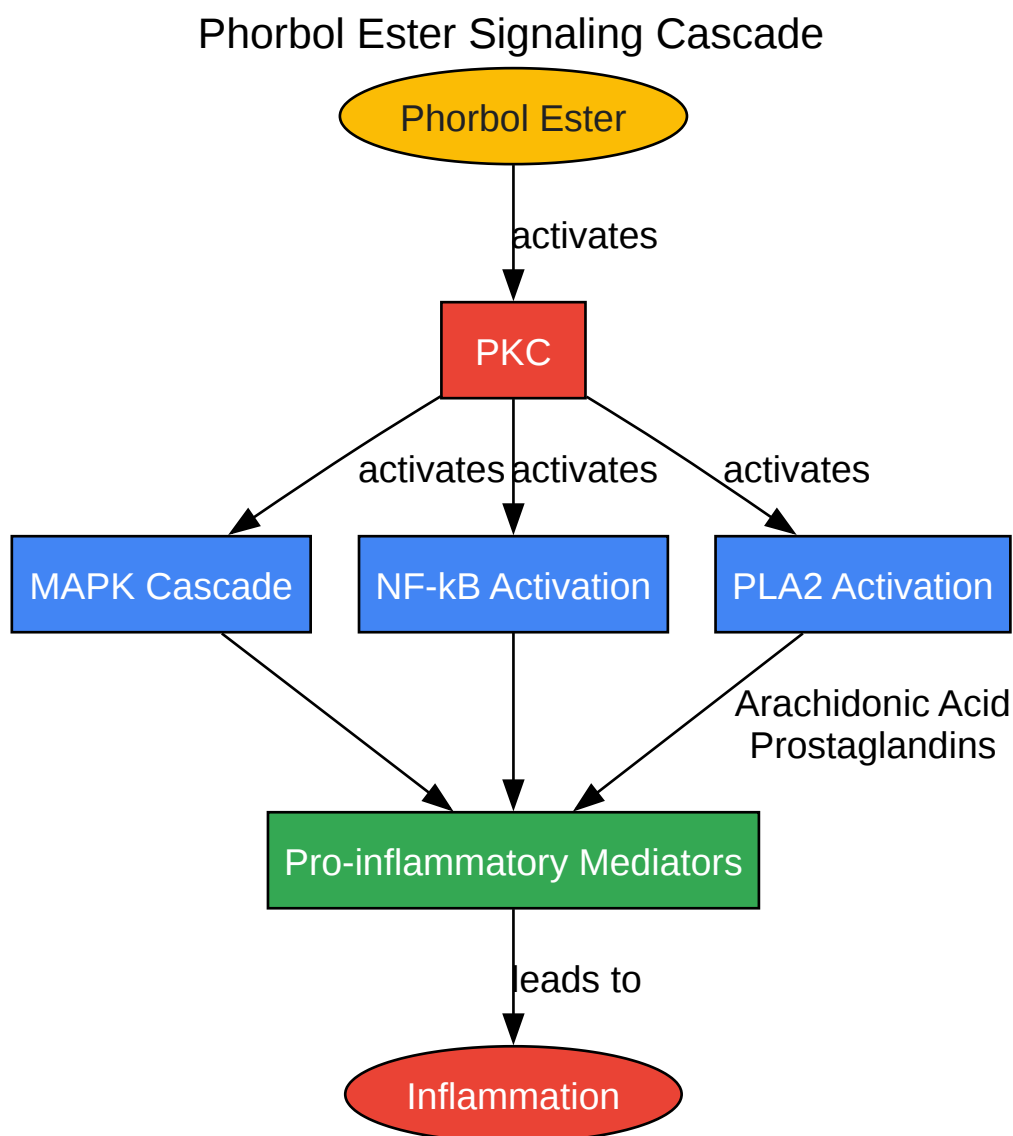 Phorbol Ester Signaling Cascade
Phorbol Ester
activates
PKC
activates
activates
activates
MAPK Cascade
NF-kB Activation
PLA2 Activation
Arachidonic Acid
Prostaglandins
Pro-inflammatory Mediators
leads to
Inflammation